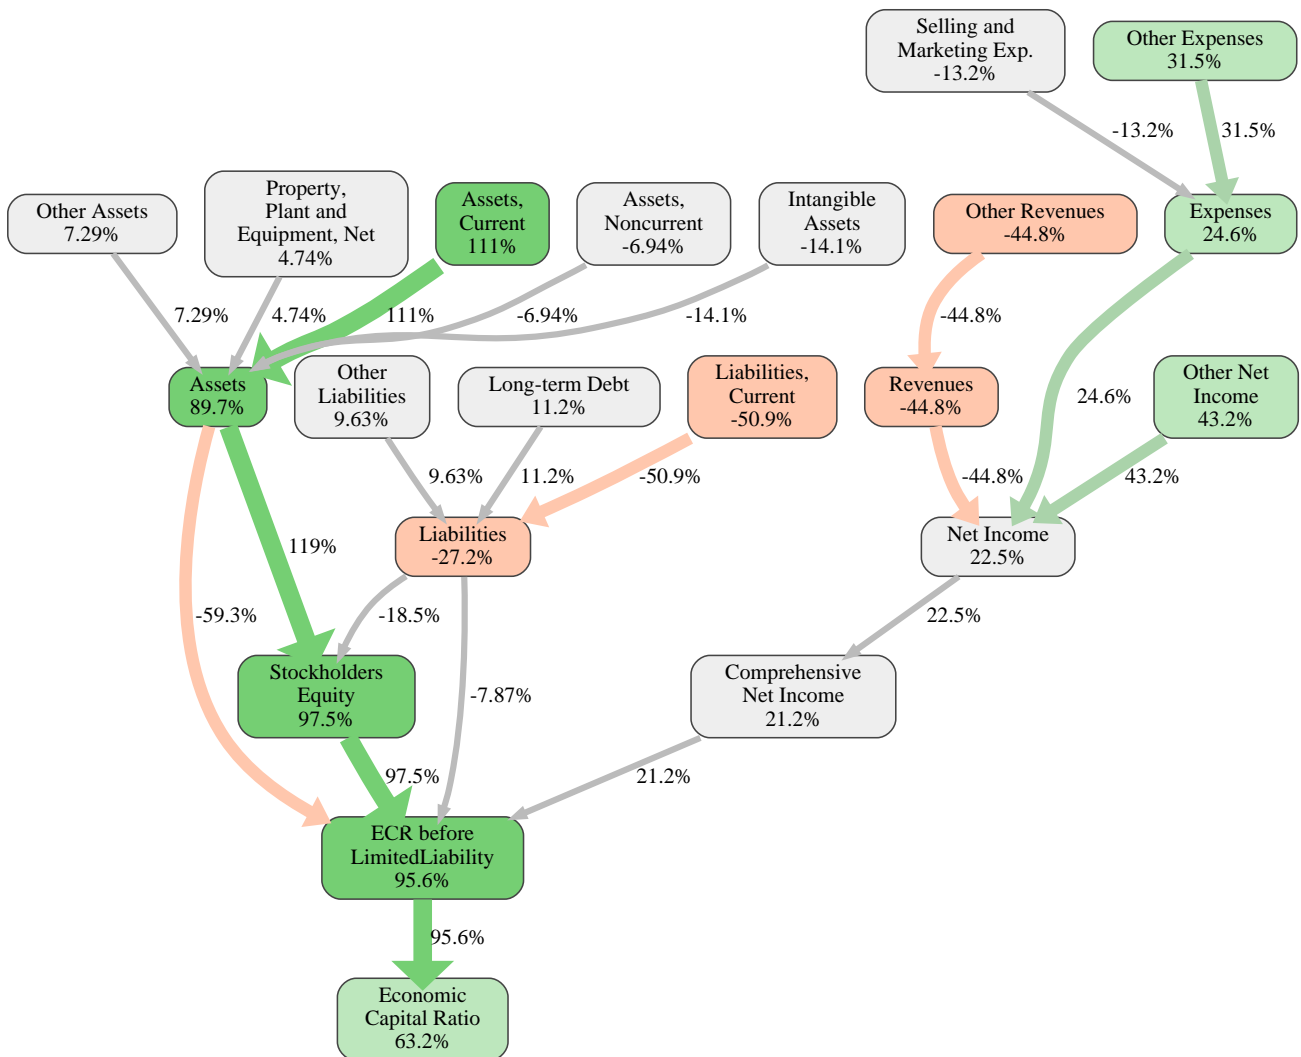 Selling and
Marketing Exp.
-13.2%
Other Expenses
31.5%
-13.2%
31.5%
Other Assets
7.29%
Property,
Plant and
Equipment, Net
4.74%
Assets,
Current
111%
Assets,
Noncurrent
-6.94%
Intangible
Assets
-14.1%
Other Revenues
-44.8%
Expenses
24.6%
7.29%
4.74%
111%
-6.94%
-14.1%
-44.8%
Assets
89.7%
Other
Liabilities
9.63%
Long-term Debt
11.2%
Liabilities,
Current
-50.9%
Revenues
-44.8%
24.6%
Other Net
Income
43.2%
9.63%
11.2%
-50.9%
-44.8%
43.2%
119%
Liabilities
-27.2%
Net Income
22.5%
-59.3%
-18.5%
22.5%
Stockholders
Equity
97.5%
-7.87%
Comprehensive
Net Income
21.2%
97.5%
21.2%
ECR before
LimitedLiability
95.6%
95.6%
Economic
Capital Ratio
63.2%